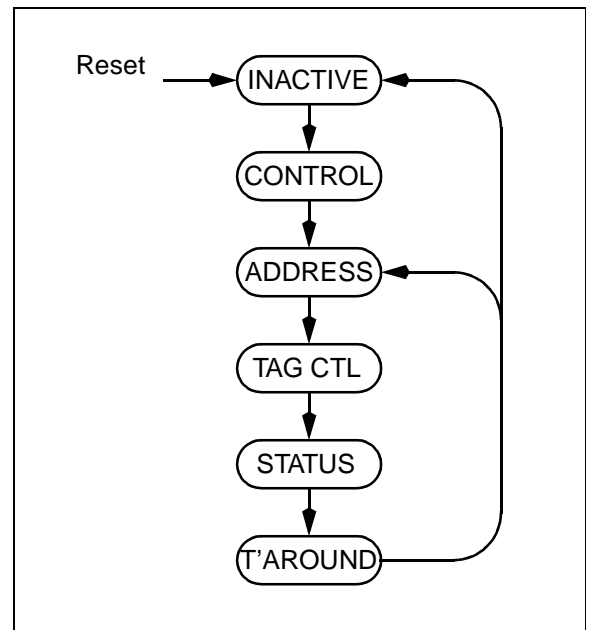 Reset
INACTIVE
CONTROL
ADDRESS
TAG CTL
STATUS
T'AROUND